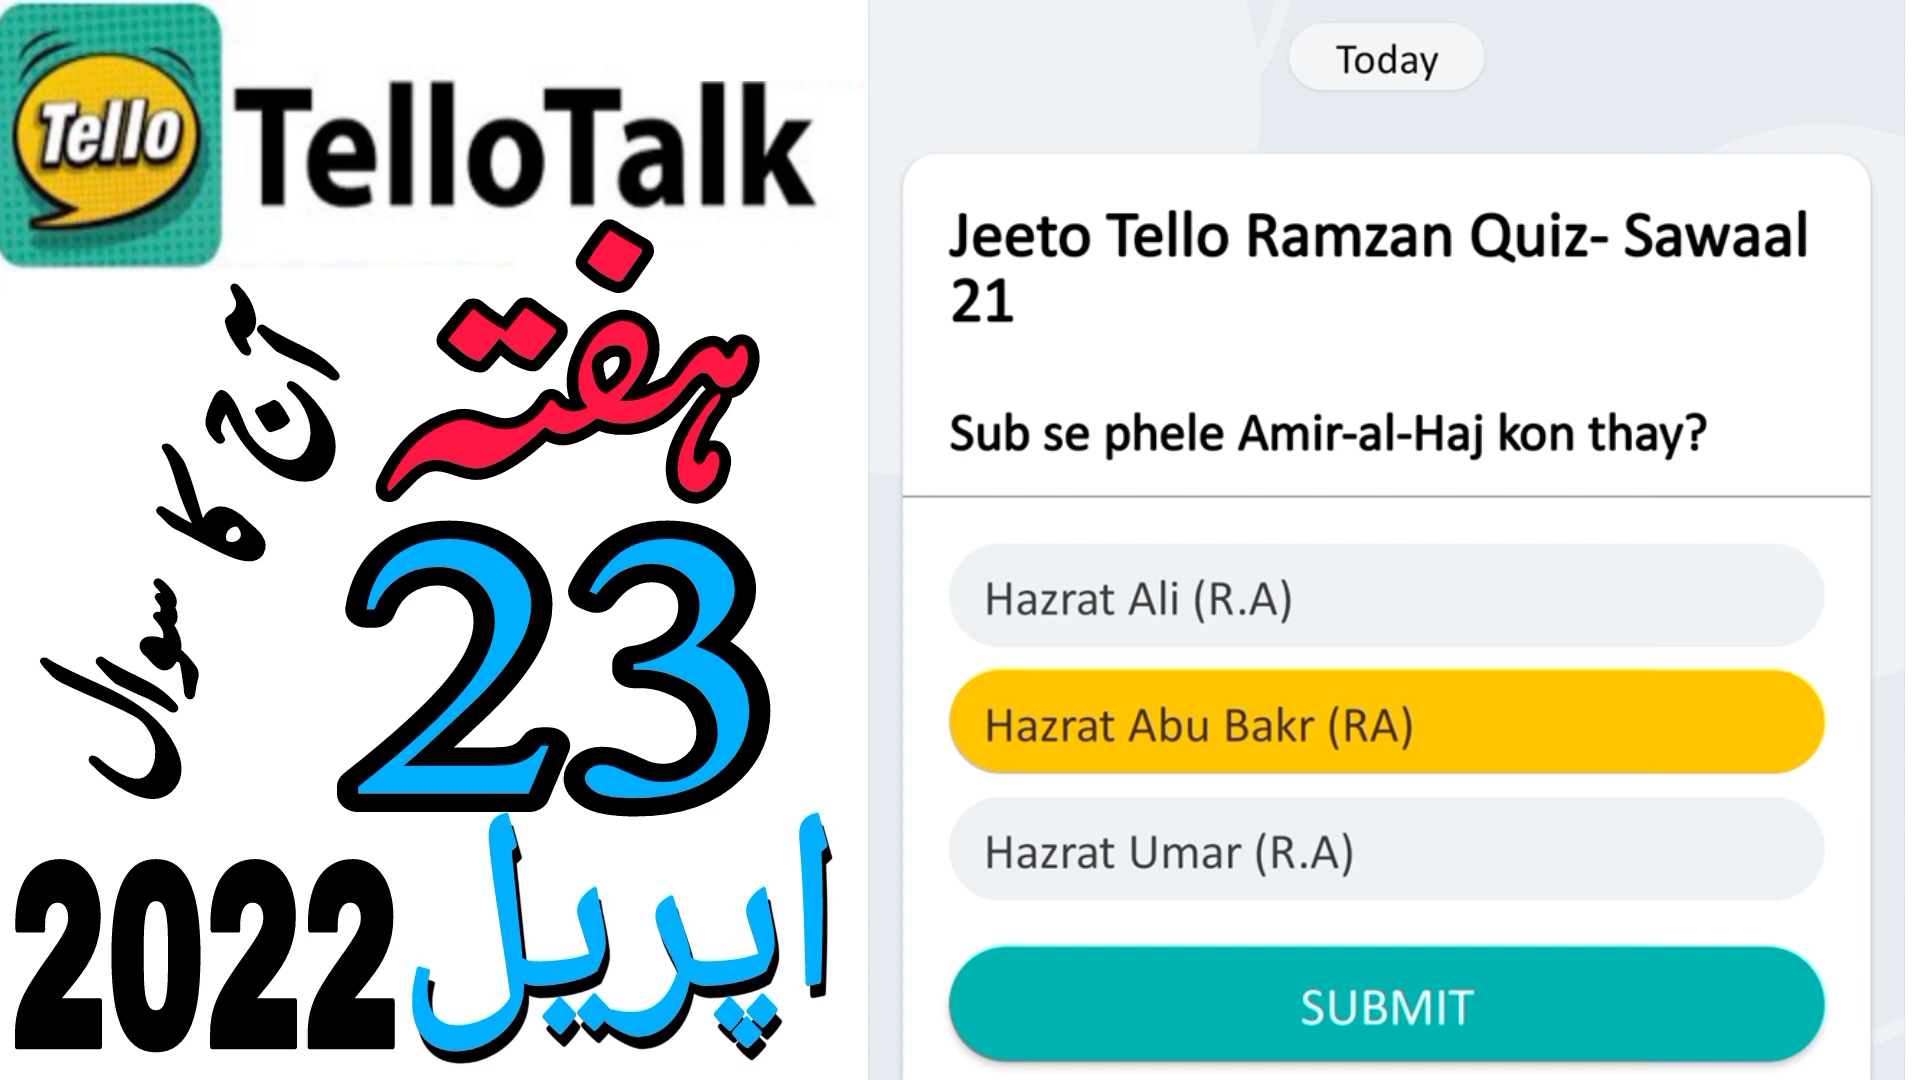 Tello
TelloTalk
ہفتہ
آج کا سوال
23
اپریل 2022
Today
Jeeto Tello Ramzan Quiz- Sawaal
21
Sub se phele Amir-al-Haj kon thay?
Hazrat Ali (R.A)
Hazrat Abu Bakr (RA)
Hazrat Umar (R.A)
SUBMIT